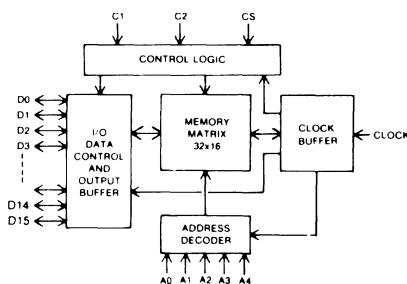 C1 C2 CS
CONTROL LOGIC
D0
D1
D2
D3
D14
D15
I/O
DATA
CONTROL
AND
OUTPUT
BUFFER
MEMORY
MATRIX
32x16
CLOCK
BUFFER
CLOCK
ADDRESS
DECODER
A0 A1 A2 A3 A4